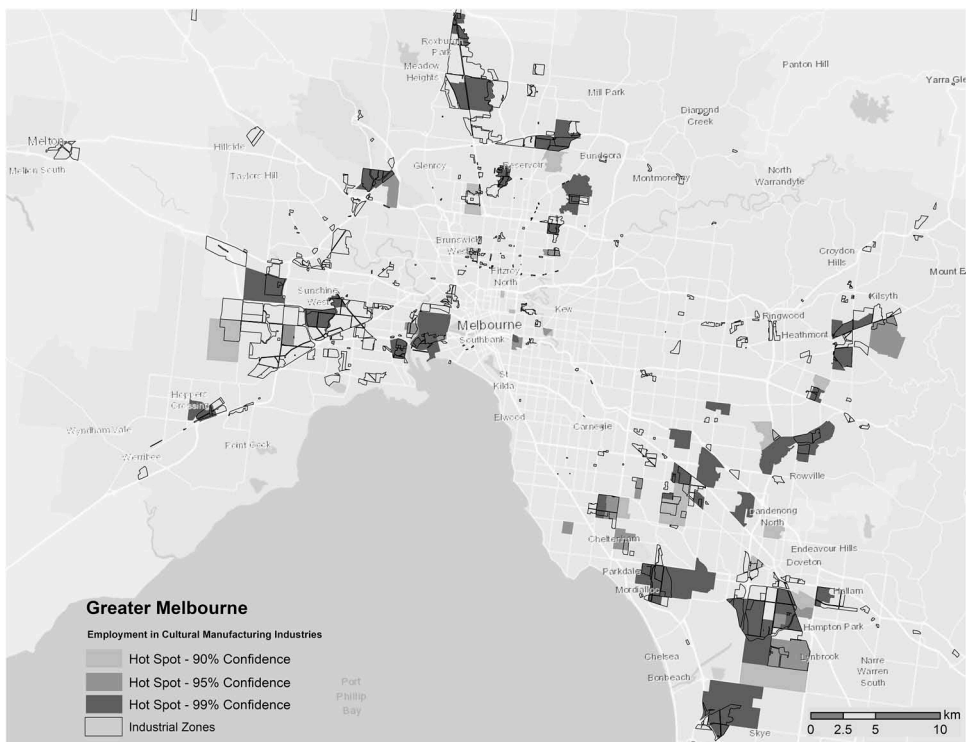 Roxburgh
Park
Meadow
Heights
Panton Hill
Yarra Gle
Mill Park
Diamond
Creek
Melton
Hillside
Melton South
Taylors Hill
Glenroy
Reservoir
Bundoora
Montmorency
North
Warrandyte
Brunswick
West
Croydon
Hills
Fitzroy
North
Mount E
Sunshine
West
Kilsyth
Kew
Ringwood
Melbourne
Heathmont
Southbank
St
Kilda
Hoppers
Crossing
Elwood
Carnegie
Wyndham Vale
Point Cook
Werribee
Rowville
Dandenong
North
Cheltenham
Endeavour Hills
Doveton
Parkdale
Mordialloc
Hallam
Hampton Park
Chelsea
Lynbrook
Narre
Warren
South
Bonbeach
Skye
Port
Phillip
Bay
Greater Melbourne
Employment in Cultural Manufacturing Industries
Hot Spot - 90% Confidence
Hot Spot - 95% Confidence
Hot Spot - 99% Confidence
Industrial Zones
km
0 2.5 5 10